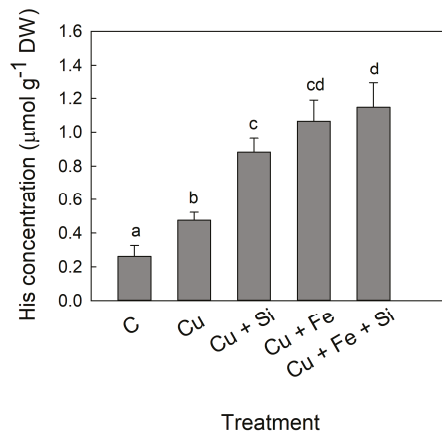 His concentration (μmol g⁻¹ DW)
1.6
1.4
1.2
1.0
0.8
0.6
0.4
0.2
0.0
a
b
c
cd
d
C
Cu
Cu + Si
Cu + Fe
Cu + Fe + Si
Treatment